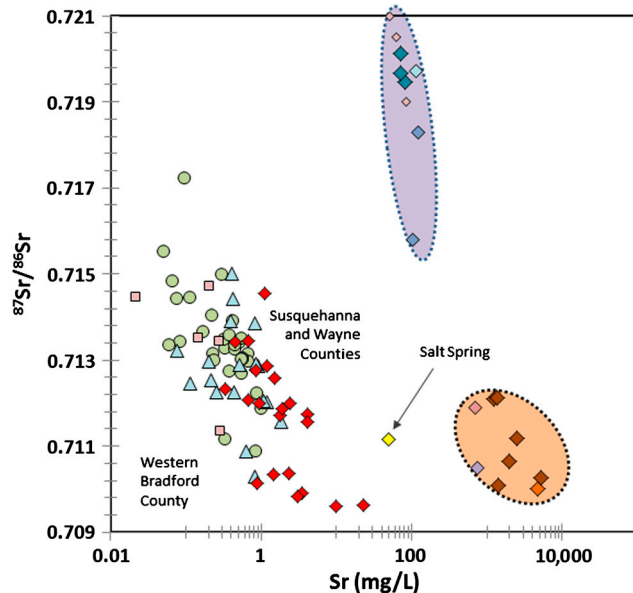 0.721
0.719
0.717
0.715
0.713
0.711
0.709
87Sr/86Sr
Susquehanna
and Wayne
Counties
Salt Spring
Western
Bradford
County
0.01
1
100
10,000
Sr (mg/L)